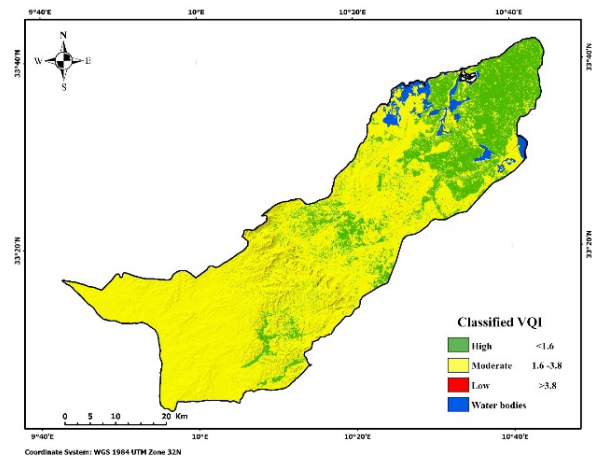 9°40'E 10°E 10°20'E 10°40'E
33°40'N 33°40'N
N
W E
S
33°20'N 33°20'N
Classified VQI
High <1.6
Moderate 1.6 -3.8
Low >3.8
Water bodies
0 5 10 20 Km
9°40'E 10°E 10°20'E 10°40'E
Coordinate System: WGS 1984 UTM Zone 32N